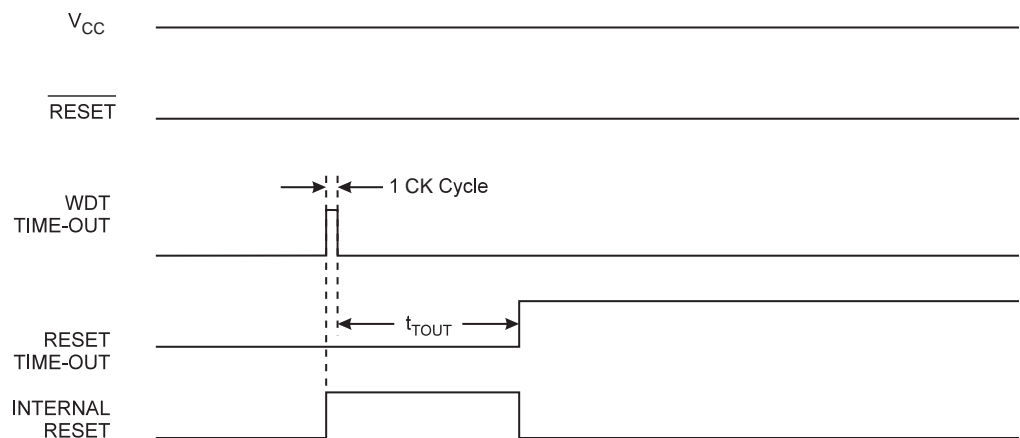 VCC
RESET
1 CK Cycle
WDT
TIME-OUT
tTOUT
RESET
TIME-OUT
INTERNAL
RESET